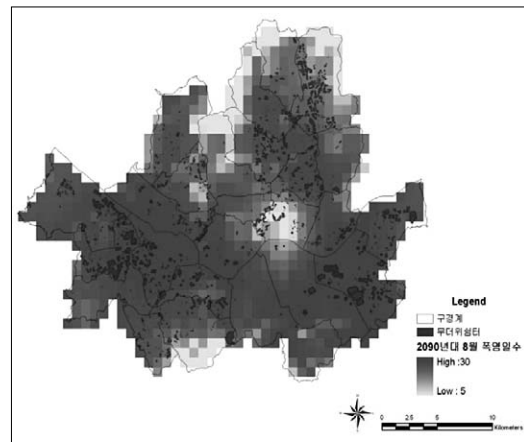 Legend
구경계
무더위쉼터
2090년대 8월 폭염일수
High : 30
Low : 5
0 2.5 5 10
Kilometers